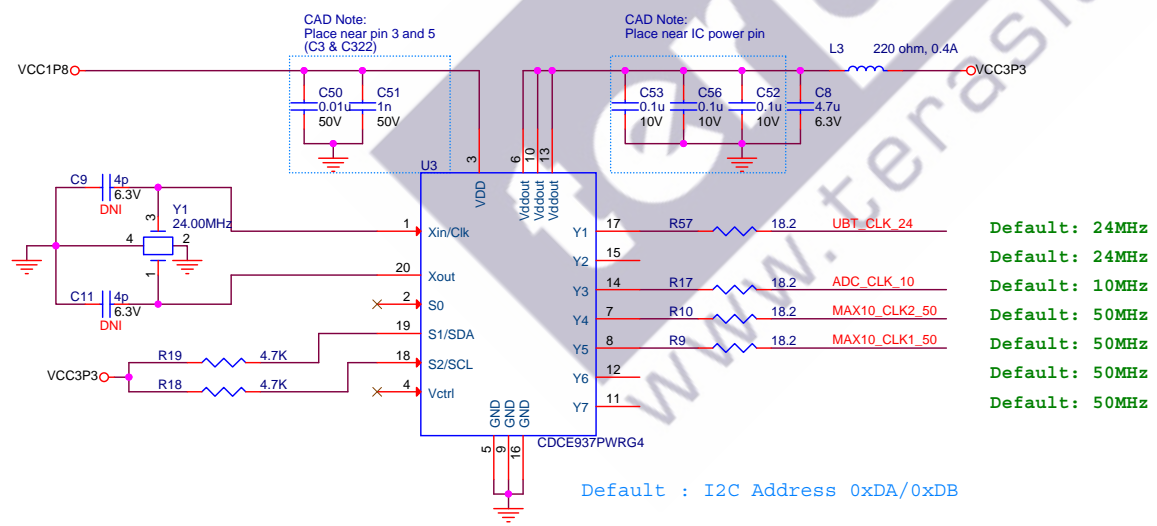 CAD Note:
Place near pin 3 and 5
(C3 & C322)
CAD Note:
Place near IC power pin
L3 220 ohm, 0.4A
VCC1P8
VCC3P3
C50
0.01u
50V
C51
1n
50V
C53
0.1u
10V
C56
0.1u
10V
C52
0.1u
10V
C8
4.7u
6.3V
3
6
10
13
U3
VDD
Vddout
Vddout
Vddout
C9 4p
6.3V
DNI
Y1
24.00MHz
3
4
2
1
C11 4p
6.3V
DNI
1 Xin/Clk
20 Xout
2 S0
19 S1/SDA
18 S2/SCL
4 Vctrl
R19 4.7K
VCC3P3
R18 4.7K
Y1 17 R57 18.2 UBT_CLK_24 Default: 24MHz
Y2 15 Default: 24MHz
Y3 14 R17 18.2 ADC_CLK_10 Default: 10MHz
Y4 7 R10 18.2 MAX10_CLK2_50 Default: 50MHz
Y5 8 R9 18.2 MAX10_CLK1_50 Default: 50MHz
Y6 12 Default: 50MHz
Y7 11 Default: 50MHz
GND
GND
GND
5
9
16
CDCE937PWRG4
Default : I2C Address 0xDA/0xDB
www.terasic